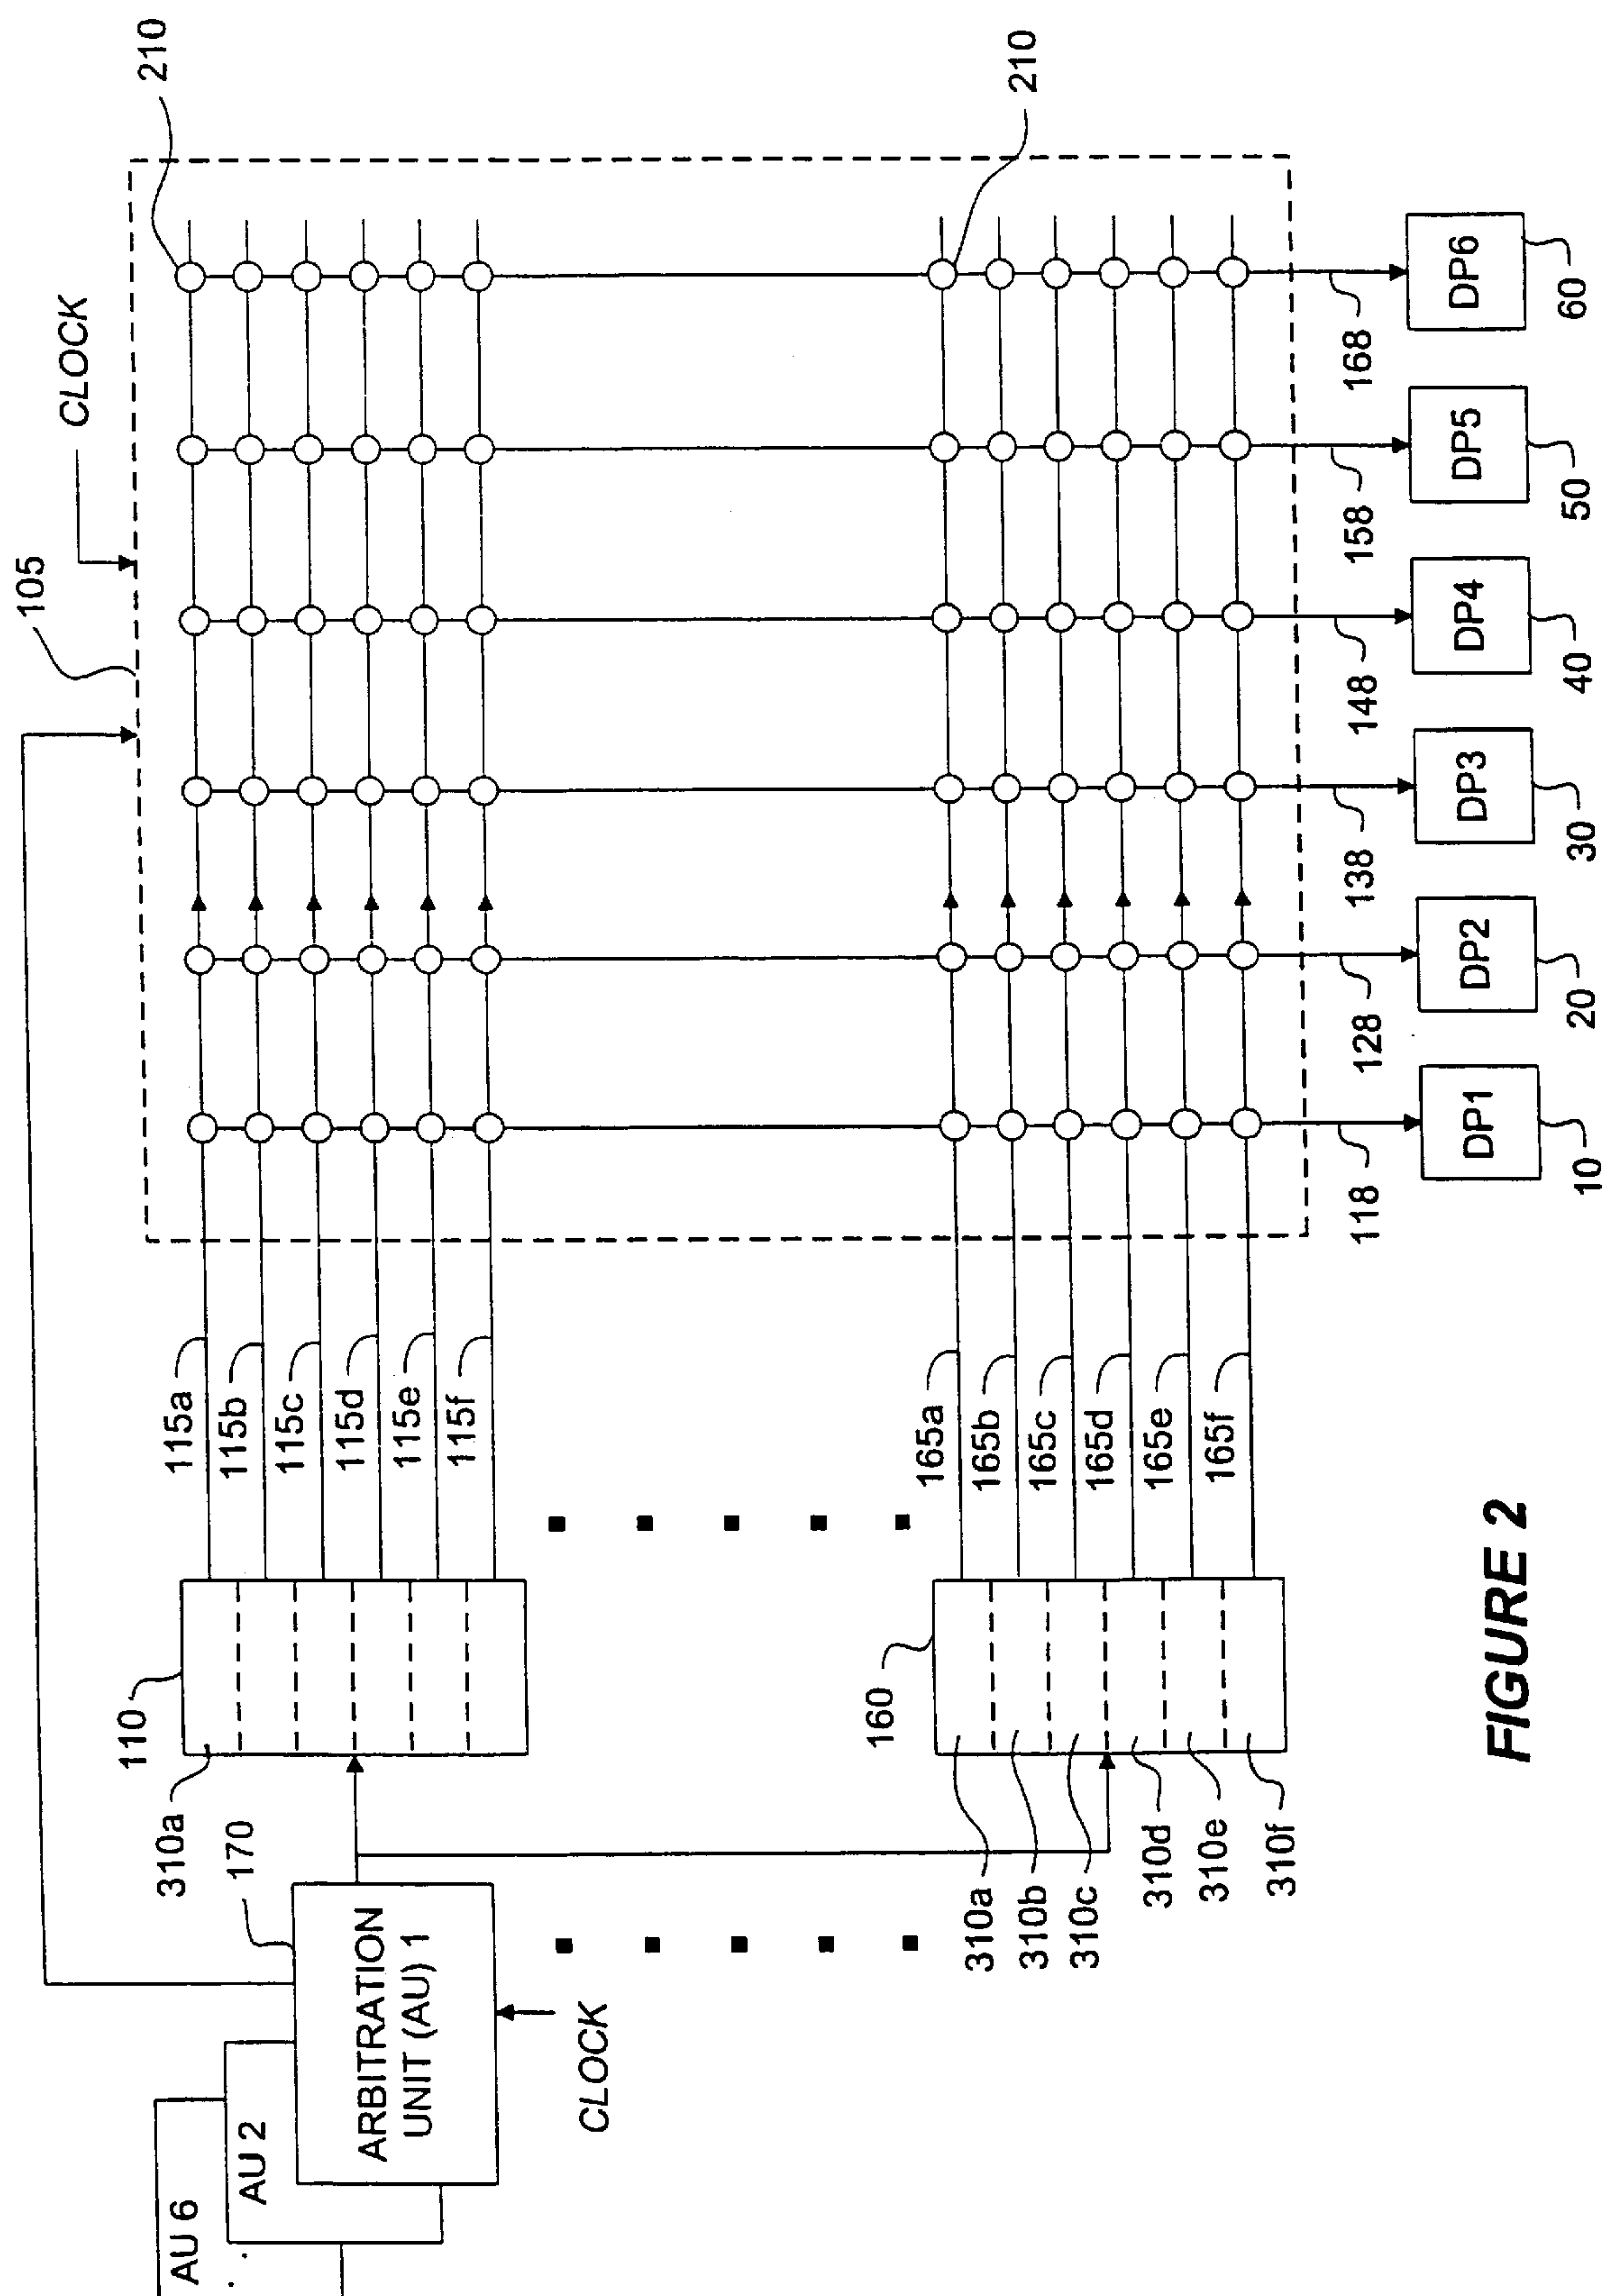 210
CLOCK
105
210
115a
115b
115c
115d
115e
115f
165a
165b
165c
165d
165e
165f
110
310a
160
310a
310b
310c
310d
310e
310f
170
ARBITRATION
UNIT (AU) 1
AU 2
AU 6
CLOCK
118
128
138
148
158
168
DP1
DP2
DP3
DP4
DP5
DP6
10
20
30
40
50
60
FIGURE 2